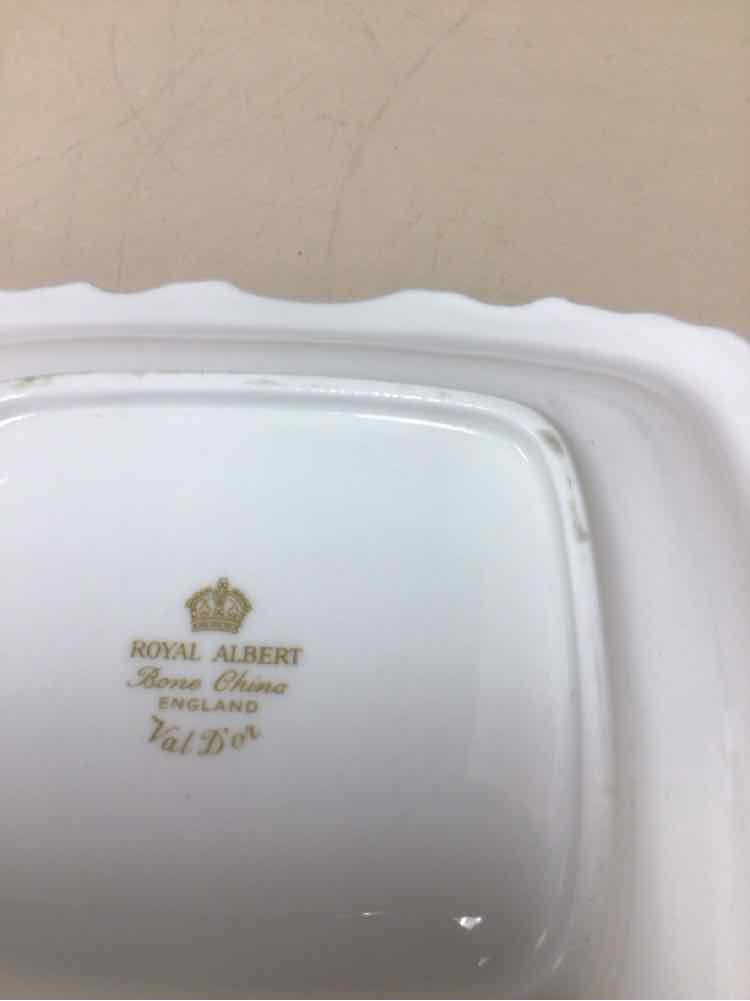 ROYAL ALBERT
Bone China
ENGLAND
Val D'or